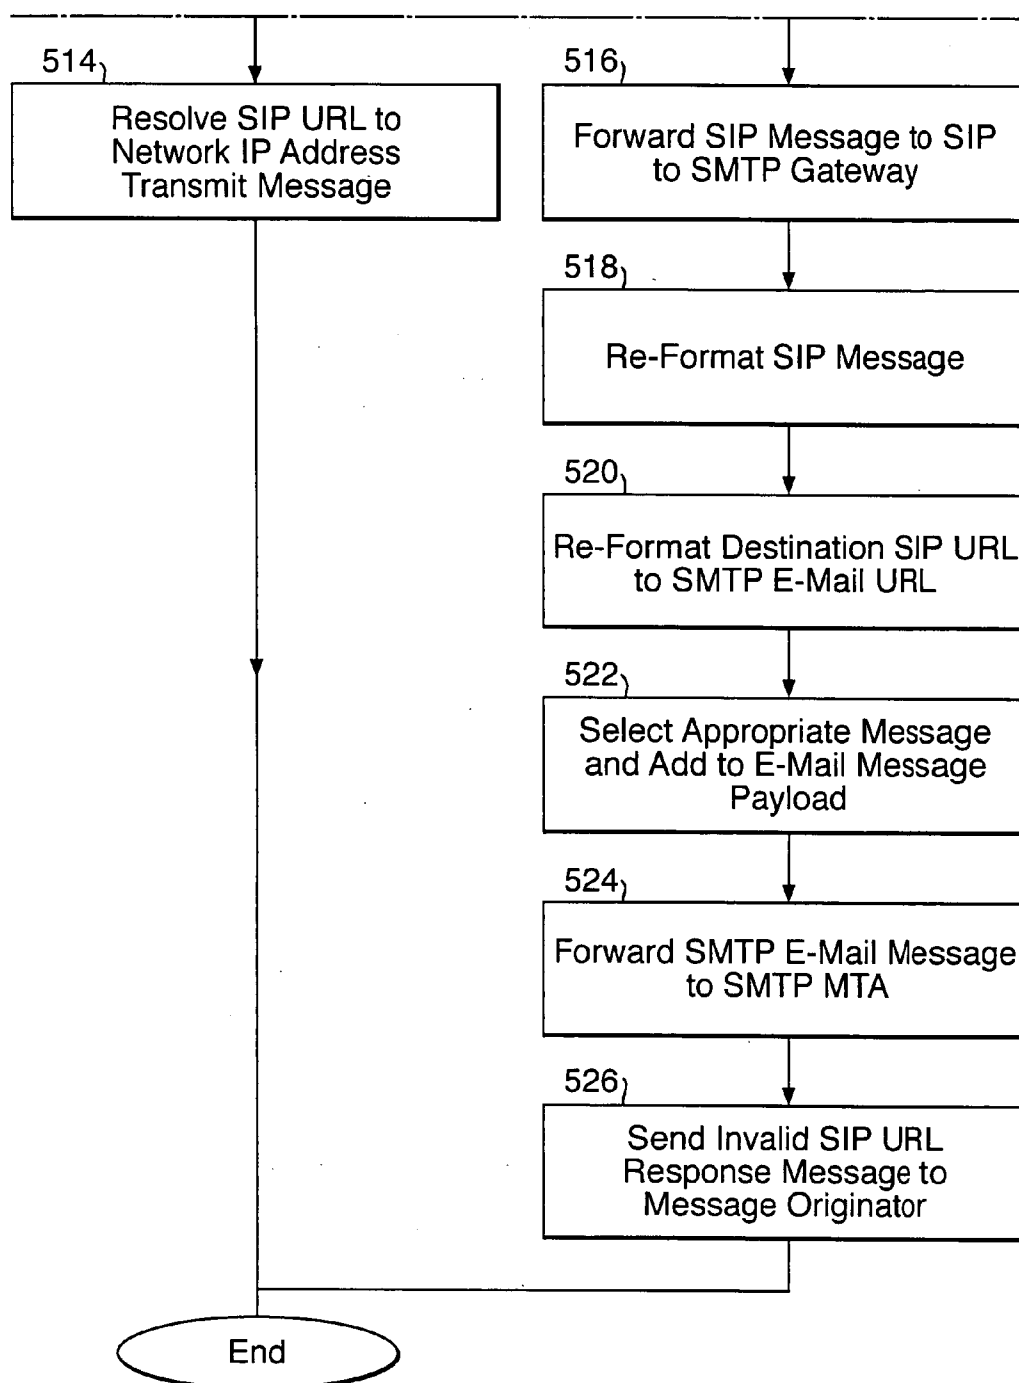 514
Resolve SIP URL to
Network IP Address
Transmit Message
516
Forward SIP Message to SIP
to SMTP Gateway
518
Re-Format SIP Message
520
Re-Format Destination SIP URL
to SMTP E-Mail URL
522
Select Appropriate Message
and Add to E-Mail Message
Payload
524
Forward SMTP E-Mail Message
to SMTP MTA
526
Send Invalid SIP URL
Response Message to
Message Originator
End